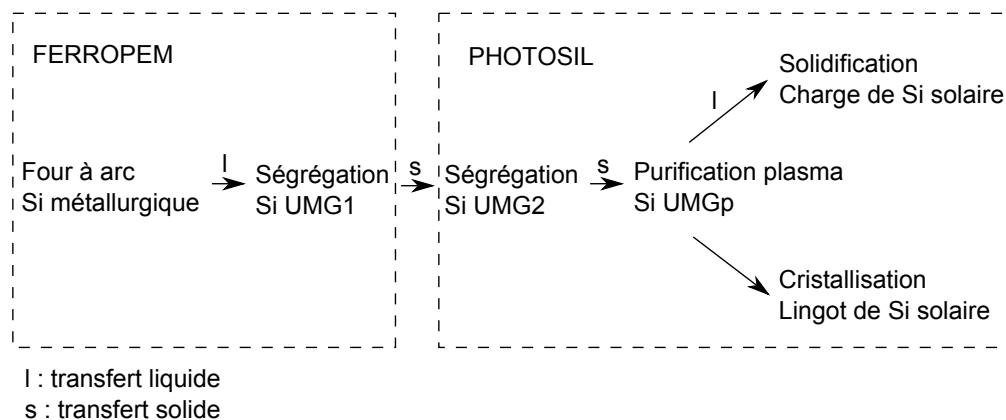 FERROPEM
Four à arc
Si métallurgique
l
Ségrégation
Si UMG1
s
PHOTOSIL
Ségrégation
Si UMG2
s
Purification plasma
Si UMGp
l
Solidification
Charge de Si solaire
Cristallisation
Lingot de Si solaire
l : transfert liquide
s : transfert solide